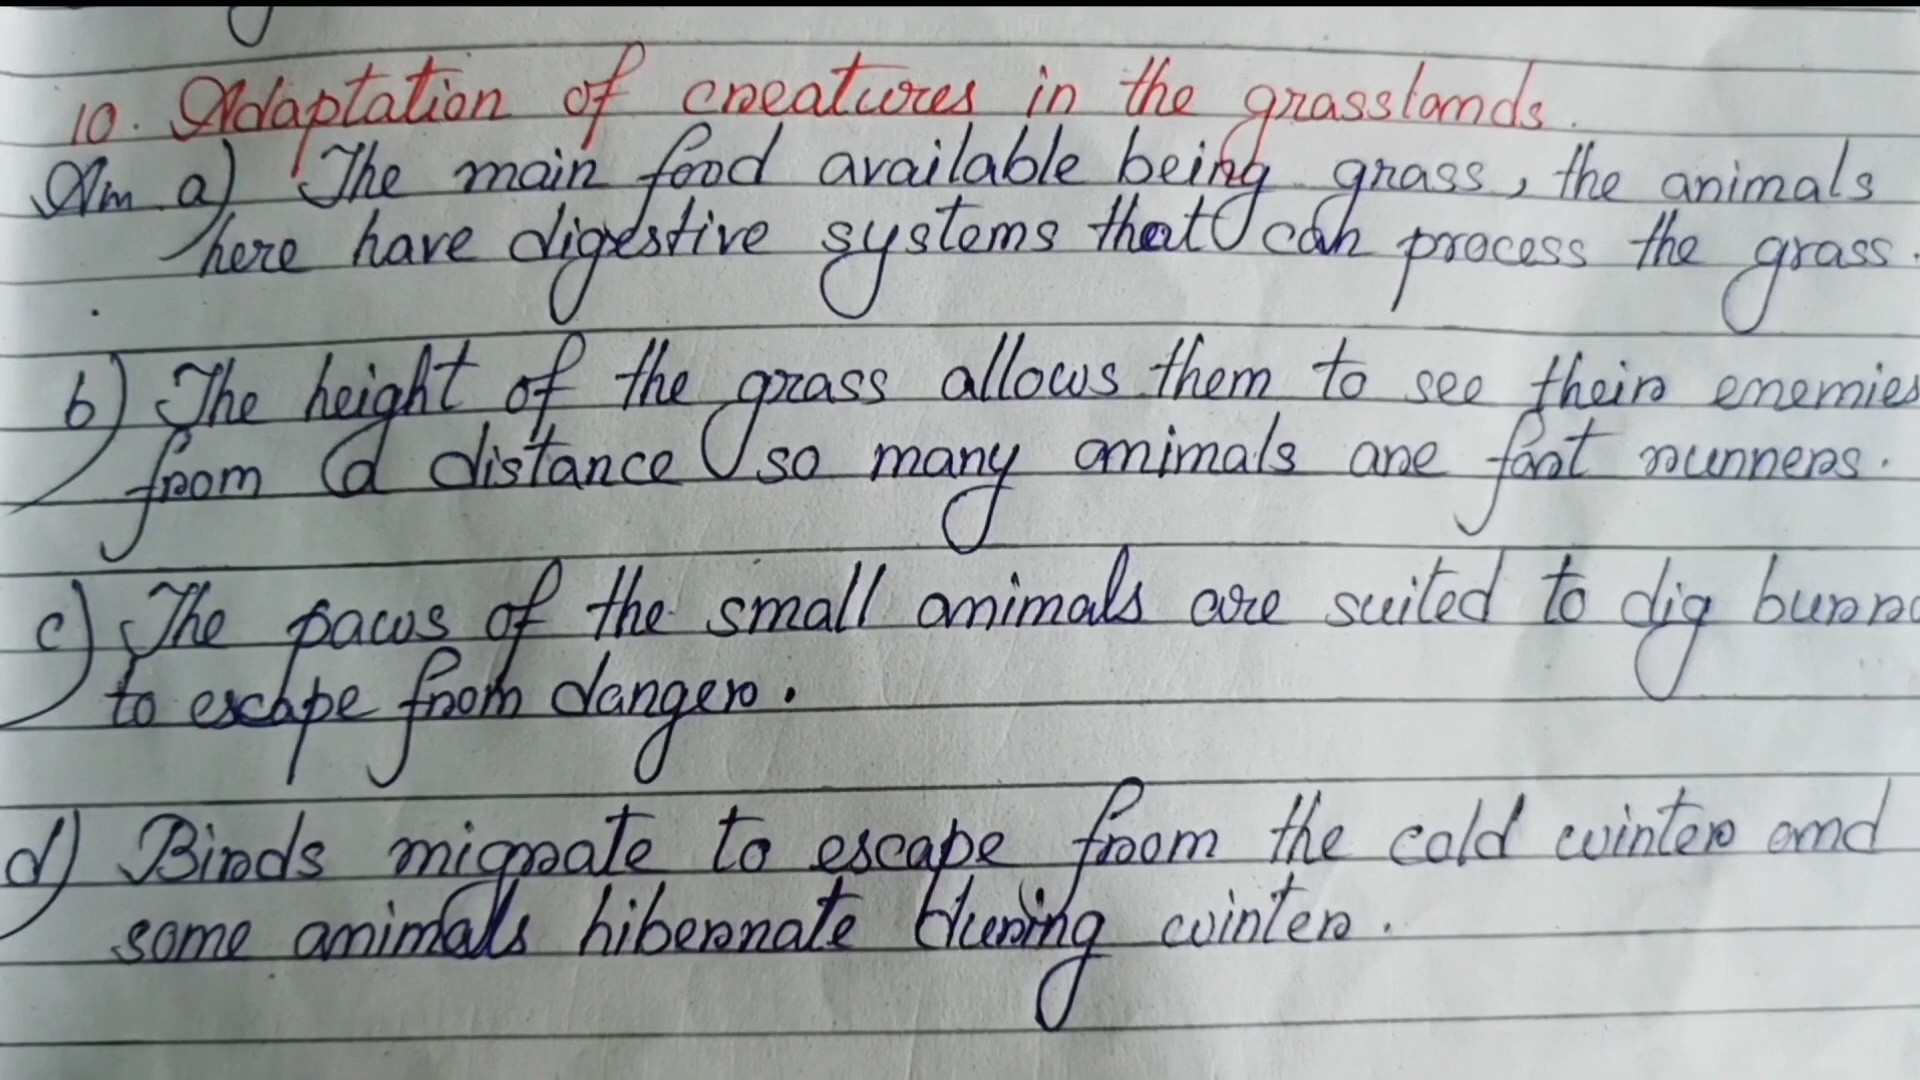 10. Adaptation of creatures in the grasslands.
Ans a) The main food available being grass, the animals
here have digestive systems that can process the grass.
b) The height of the grass allows them to see their enemies
from a distance so many animals are fast runners.
c) The paws of the small animals are suited to dig burro
to escape from danger.
d) Birds migrate to escape from the cold winter and
some animals hibernate during winter.